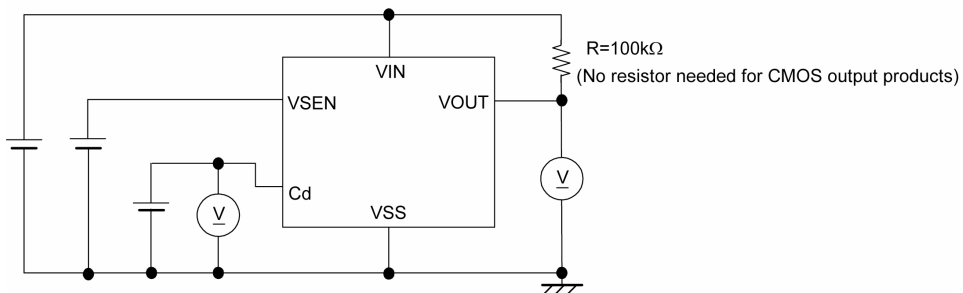 R=100kΩ
(No resistor needed for CMOS output products)
VIN
VSEN
VOUT
Cd
VSS
V
V